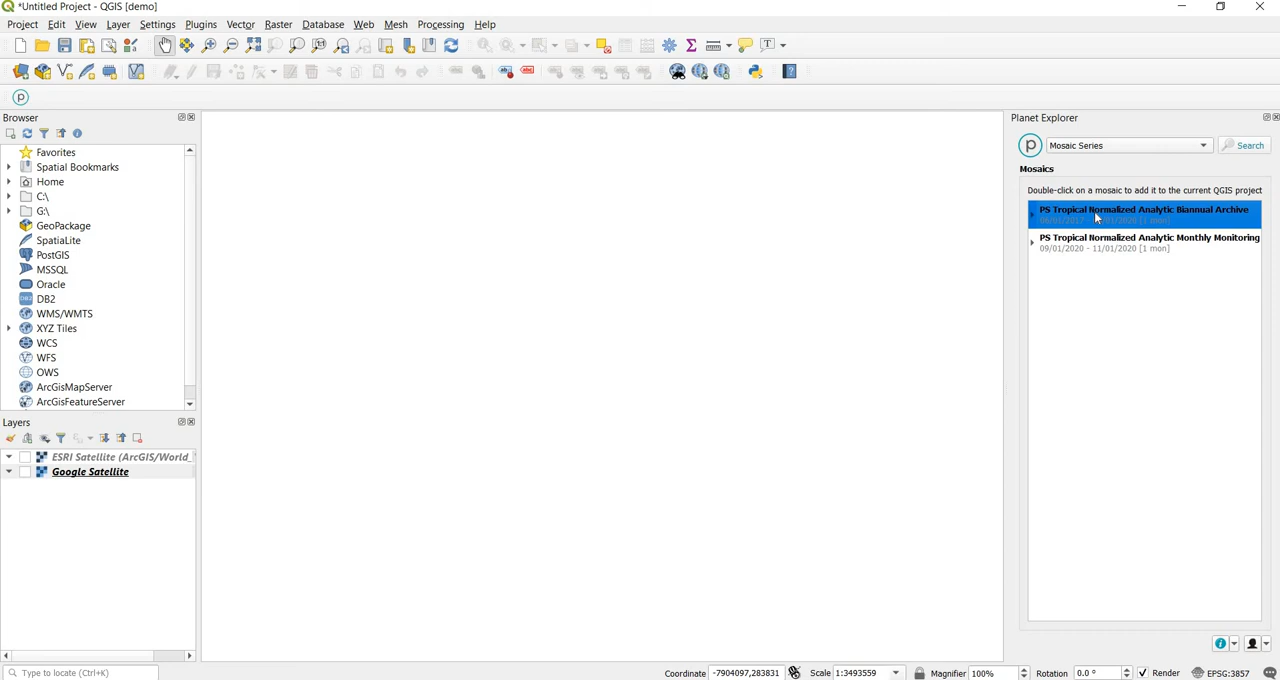 *Untitled Project - QGIS [demo]
Project Edit View Layer Settings Plugins Vector Raster Database Web Mesh Processing Help
Browser
Favorites
Spatial Bookmarks
Home
C:\
G:\
GeoPackage
SpatiaLite
PostGIS
MSSQL
Oracle
DB2
WMS/WMTS
XYZ Tiles
WCS
WFS
OWS
ArcGisMapServer
ArcGisFeatureServer
Layers
ESRI Satellite (ArcGIS/World_
Google Satellite
Planet Explorer
p Mosaic Series Search
Mosaics
Double-click on a mosaic to add it to the current QGIS project
PS Tropical Normalized Analytic Biannual Archive
PS Tropical Normalized Analytic Monthly Monitoring
09/01/2020 - 11/01/2020 [1 mon]
Type to locate (Ctrl+K) Coordinate -7904097,283831 Scale 1:3493559 Magnifier 100% Rotation 0.0 ° Render EPSG:3857